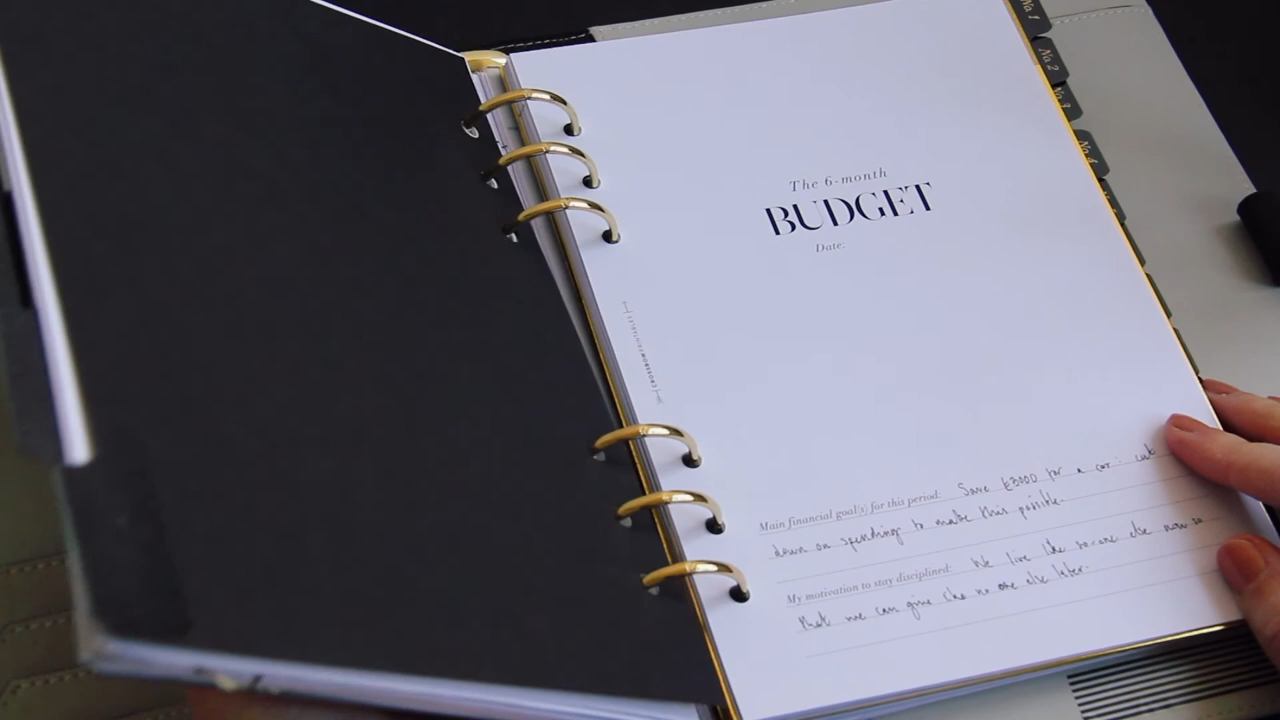 No 1
No 2
No 3
No 4
The 6-month
BUDGET
Date:
CROSSBOW PRINTABLES
Main financial goal(s) for this period: Save £3000 for a car: cut
down on spending to make this possible.
My motivation to stay disciplined: We live like no-one else now so
that we can give like no one else later.